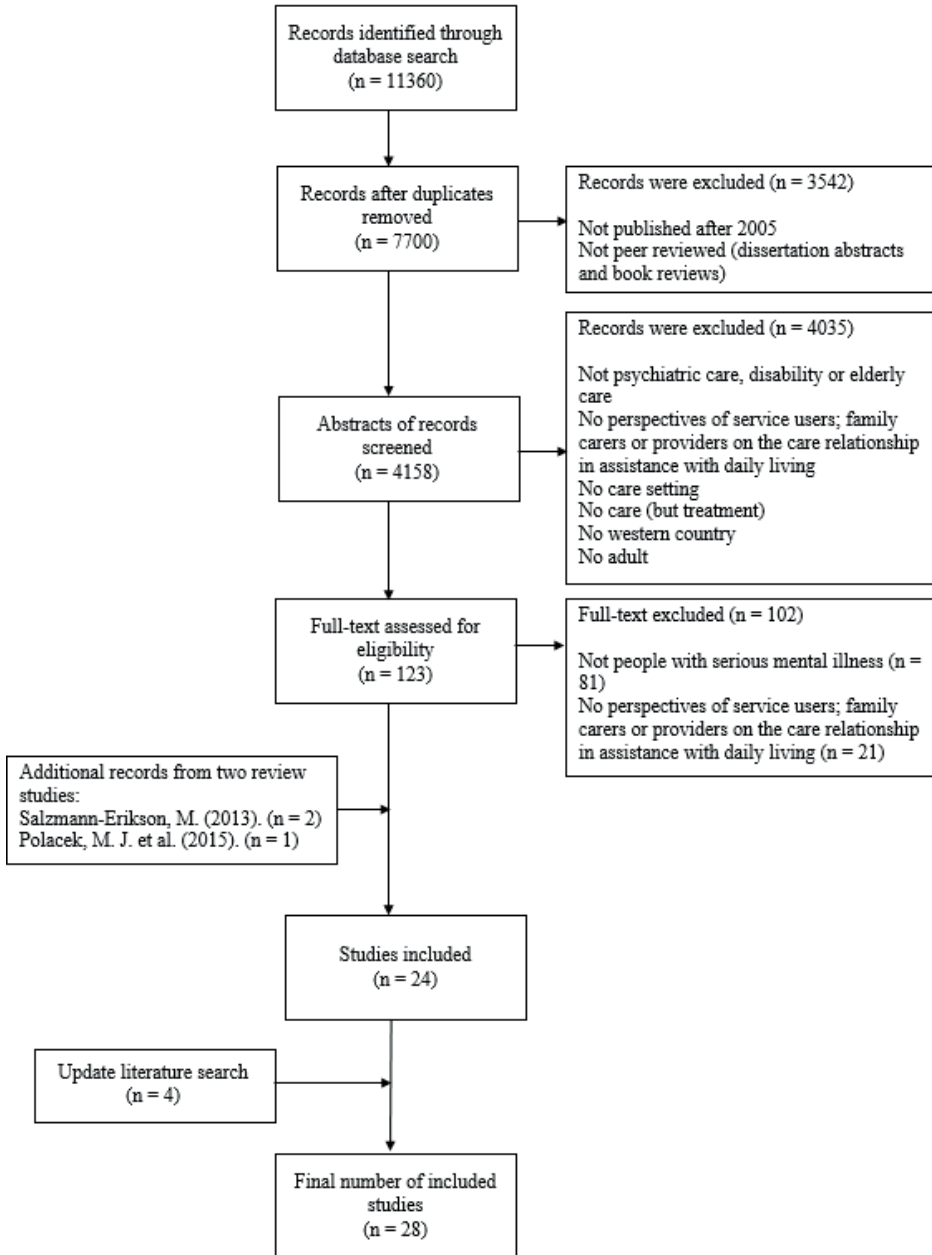 Records identified through
database search
(n = 11360)
Records after duplicates
removed
(n = 7700)
Records were excluded (n = 3542)
Not published after 2005
Not peer reviewed (dissertation abstracts
and book reviews)
Abstracts of records
screened
(n = 4158)
Records were excluded (n = 4035)
Not psychiatric care, disability or elderly
care
No perspectives of service users; family
carers or providers on the care relationship
in assistance with daily living
No care setting
No care (but treatment)
No western country
No adult
Full-text assessed for
eligibility
(n = 123)
Full-text excluded (n = 102)
Not people with serious mental illness (n =
81)
No perspectives of service users; family
carers or providers on the care relationship
in assistance with daily living (n = 21)
Additional records from two review
studies:
Salzmann-Erikson, M. (2013). (n = 2)
Polacek, M. J. et al. (2015). (n = 1)
Studies included
(n = 24)
Update literature search
(n = 4)
Final number of included
studies
(n = 28)